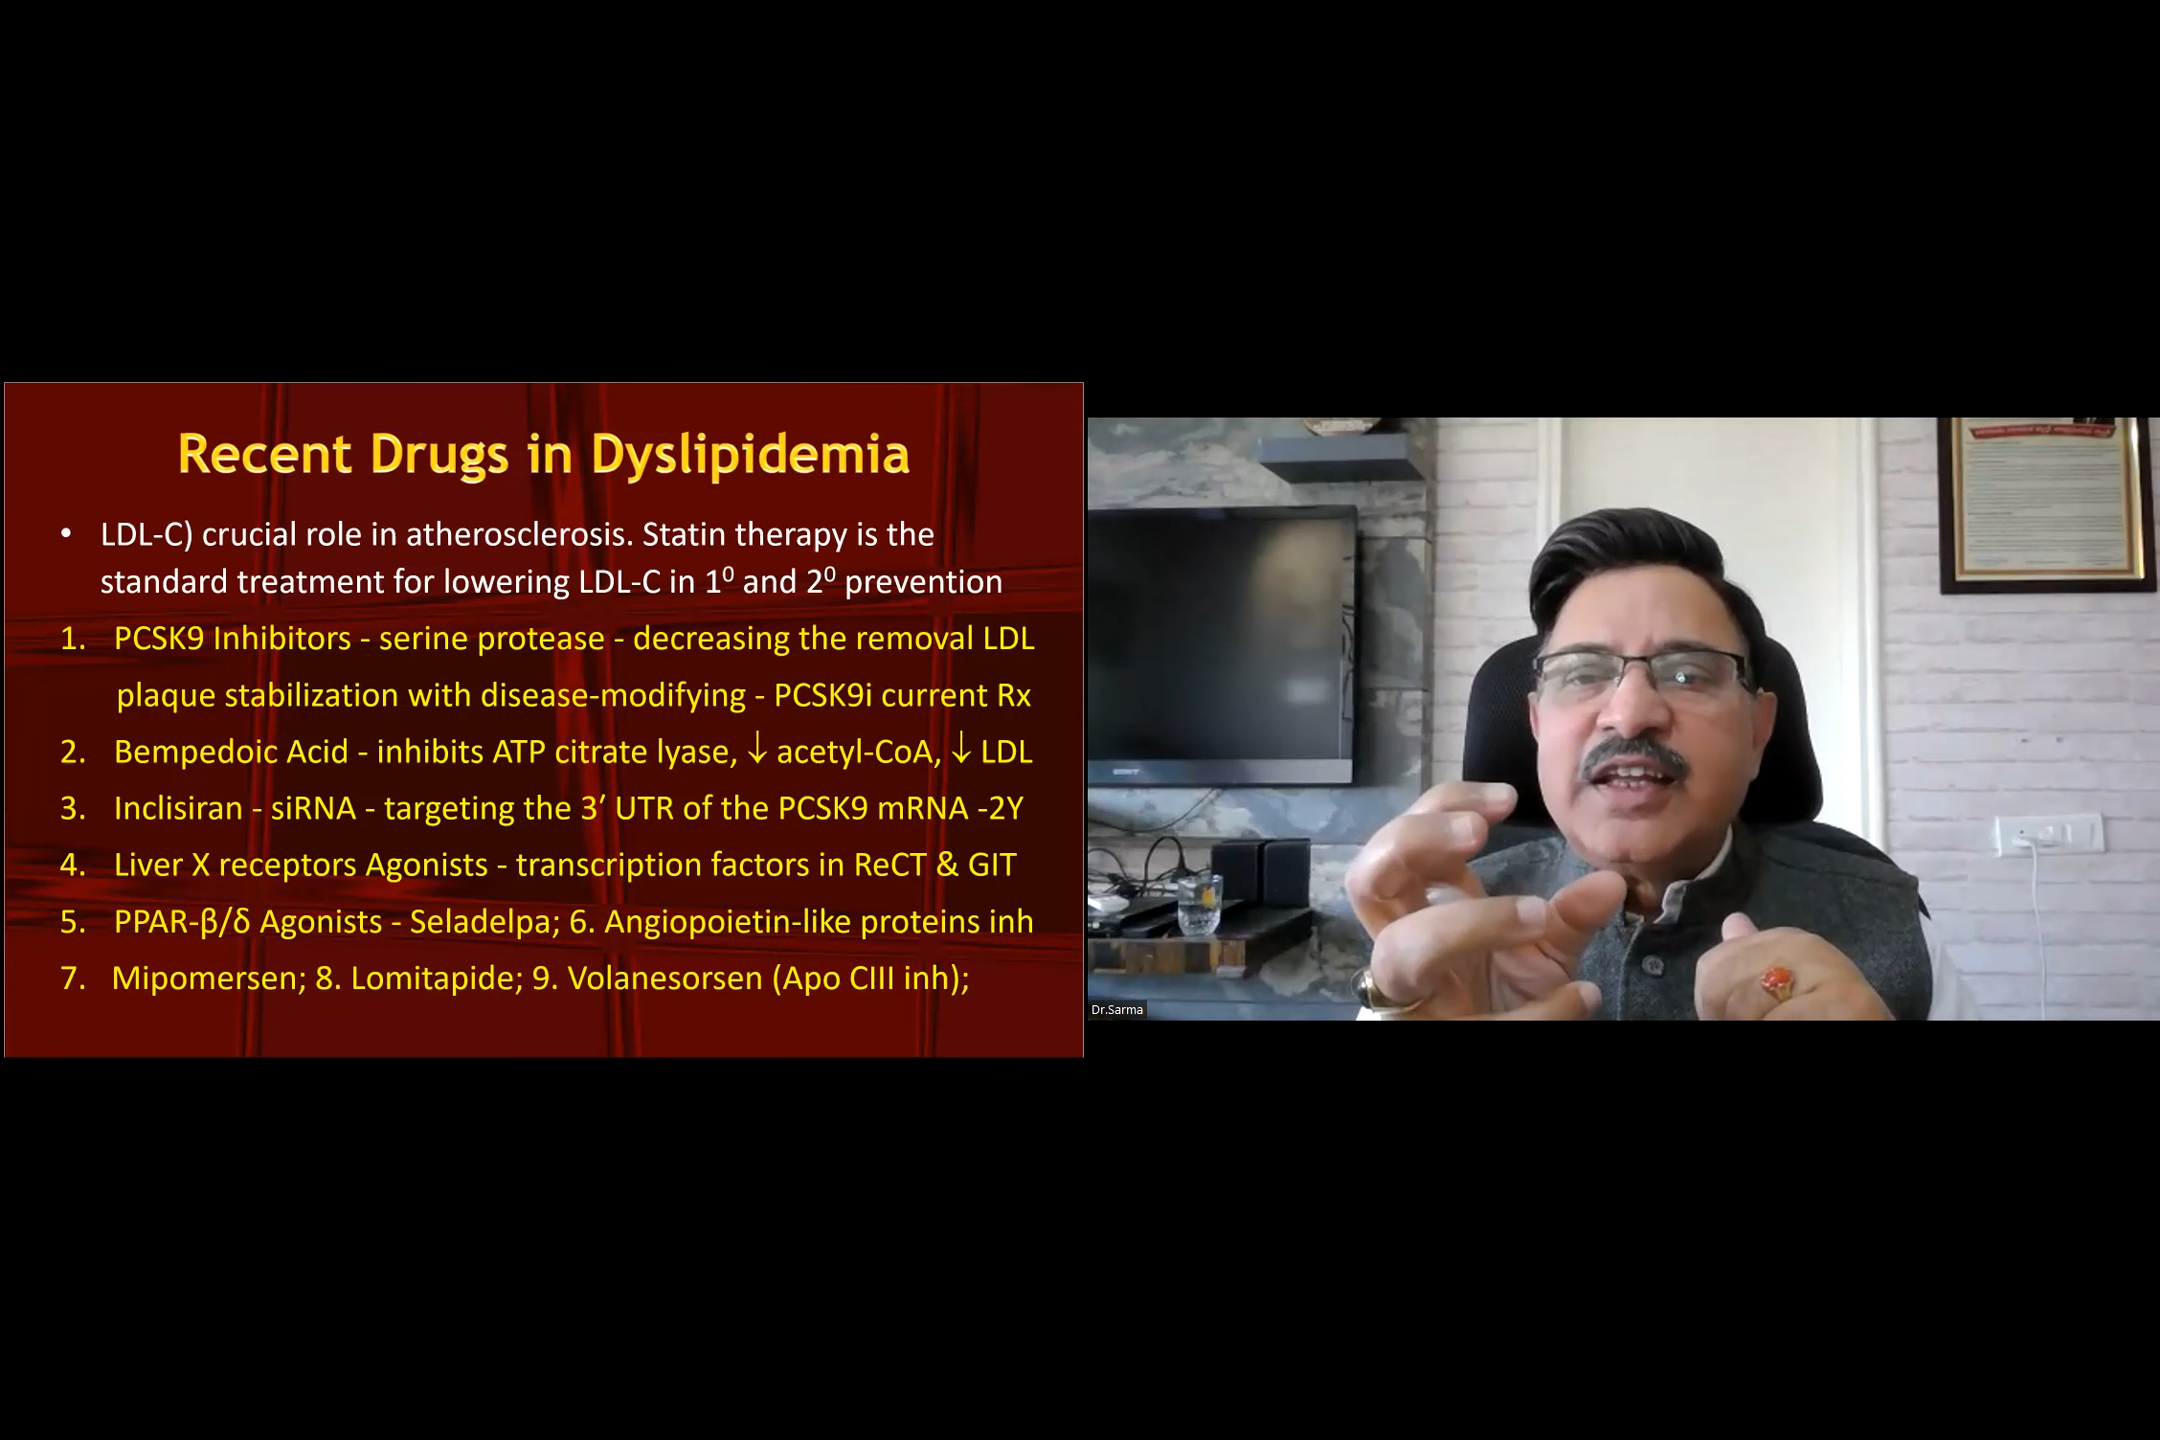 Recent Drugs in Dyslipidemia
• LDL-C) crucial role in atherosclerosis. Statin therapy is the
standard treatment for lowering LDL-C in 1⁰ and 2⁰ prevention
1. PCSK9 Inhibitors - serine protease - decreasing the removal LDL
plaque stabilization with disease-modifying - PCSK9i current Rx
2. Bempedoic Acid - inhibits ATP citrate lyase, ↓ acetyl-CoA, ↓ LDL
3. Inclisiran - siRNA - targeting the 3′ UTR of the PCSK9 mRNA -2Y
4. Liver X receptors Agonists - transcription factors in ReCT & GIT
5. PPAR-β/δ Agonists - Seladelpa; 6. Angiopoietin-like proteins inh
7. Mipomersen; 8. Lomitapide; 9. Volanesorsen (Apo CIII inh);
SONY
Dr.Sarma